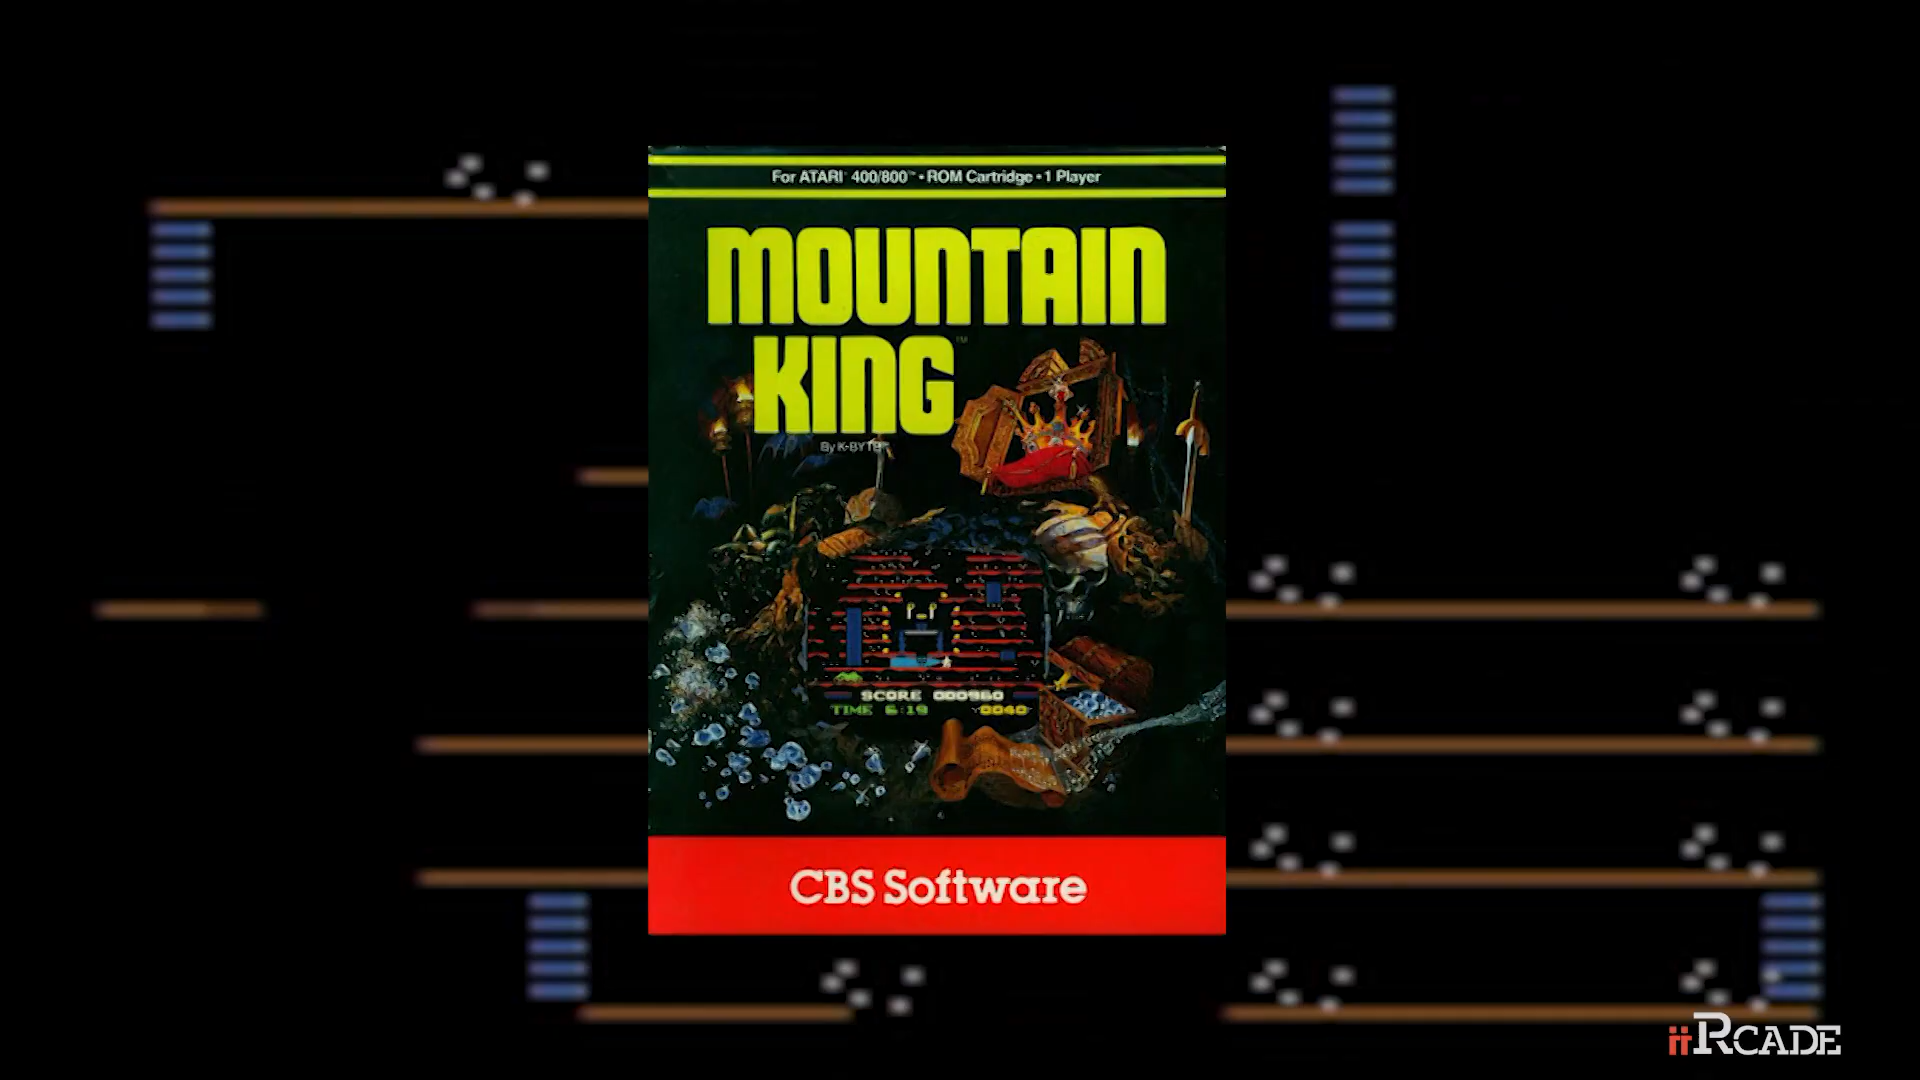 For ATARI® 400/800™ • ROM Cartridge • 1 Player
MOUNTAIN
KING™
By K-BYTE
SCORE 000960
TIME 6:19 0040
CBS Software
iiRCADE